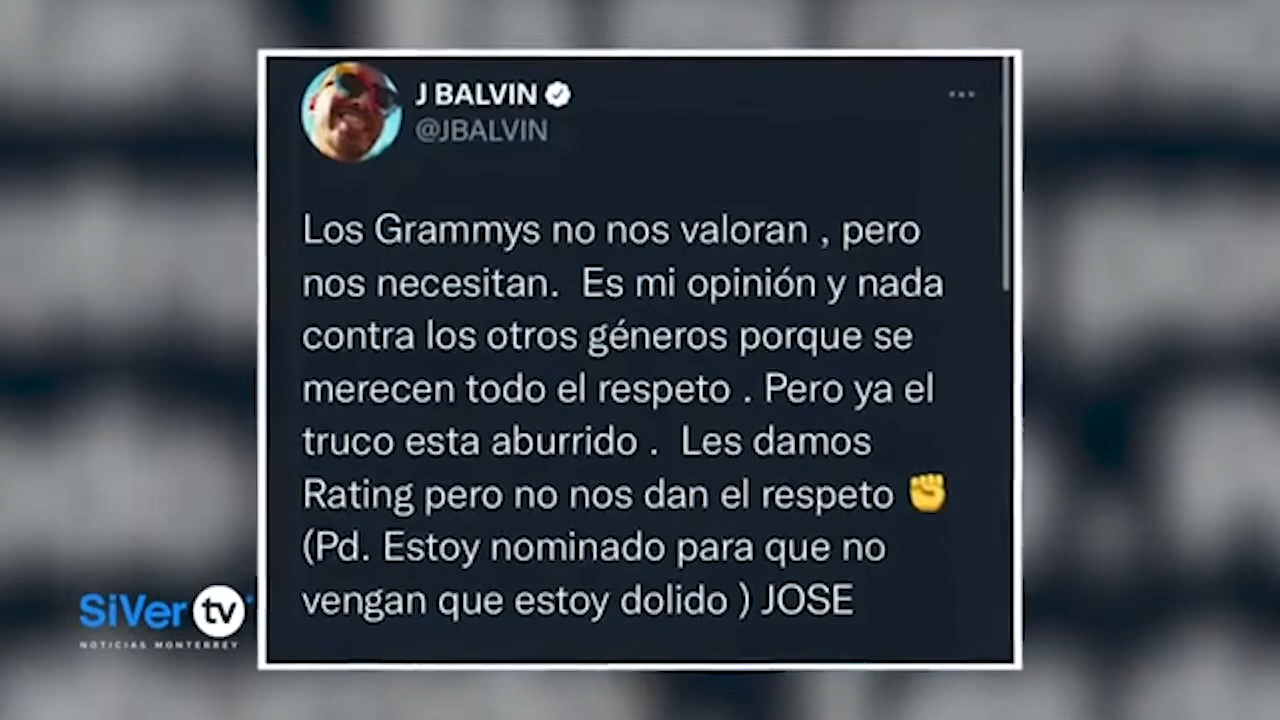 J BALVIN
@JBALVIN
Los Grammys no nos valoran , pero
nos necesitan.  Es mi opinión y nada
contra los otros géneros porque se
merecen todo el respeto . Pero ya el
truco esta aburrido .  Les damos
Rating pero no nos dan el respeto ✊
(Pd. Estoy nominado para que no
vengan que estoy dolido ) JOSE
SiVer tv
NOTICIAS MONTERREY